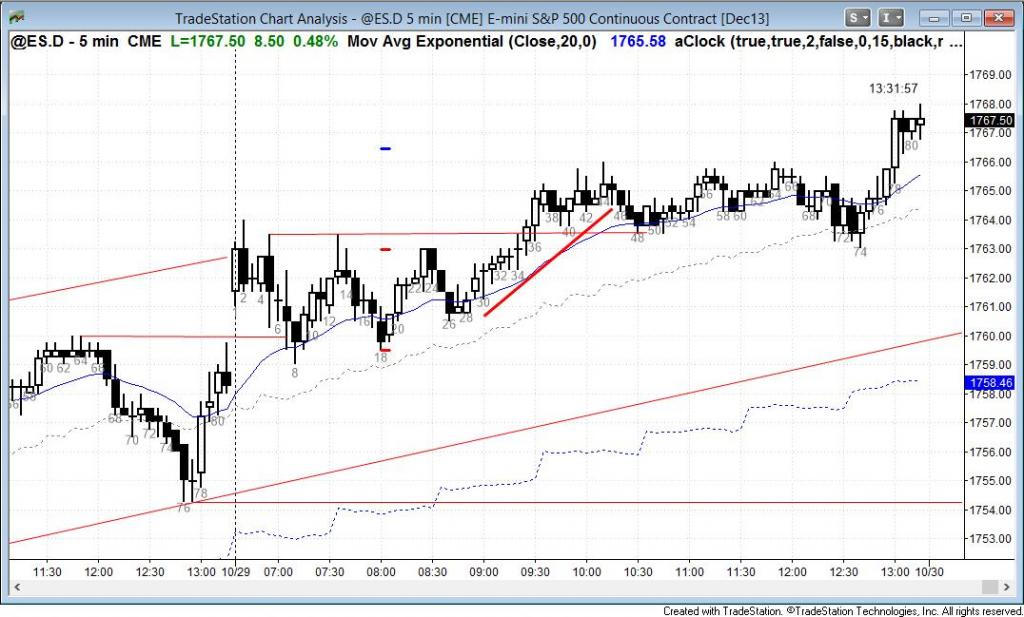 TradeStation Chart Analysis - @ES.D 5 min [CME] E-mini S&P 500 Continuous Contract [Dec13]
S I
@ES.D - 5 min CME L=1767.50 8.50 0.48% Mov Avg Exponential (Close,20,0) 1765.58 aClock (true,true,2,false,0,15,black,r ...
1769.00
13:31:57
1768.00
1767.50
1767.00
80
1766.00
1765.00
1764.00
1763.00
1762.00
1761.00
1760.00
1759.00
1758.46
1758.00
1757.00
1756.00
1755.00
1754.00
1753.00
60 62 64 68
68 70 72 74 76 78 80
2 4 6 8 10 12 14 16 18 20 22 24 26 28 30 32 34 36 38 40 42 44 46 48 50 52 54 56 58 60 62 64 66 68 72 74 76 78
11:30 12:00 12:30 13:00 10/29 07:00 07:30 08:00 08:30 09:00 09:30 10:00 10:30 11:00 11:30 12:00 12:30 13:00 10/30
Created with TradeStation. ©TradeStation Technologies, Inc. All rights reserved.